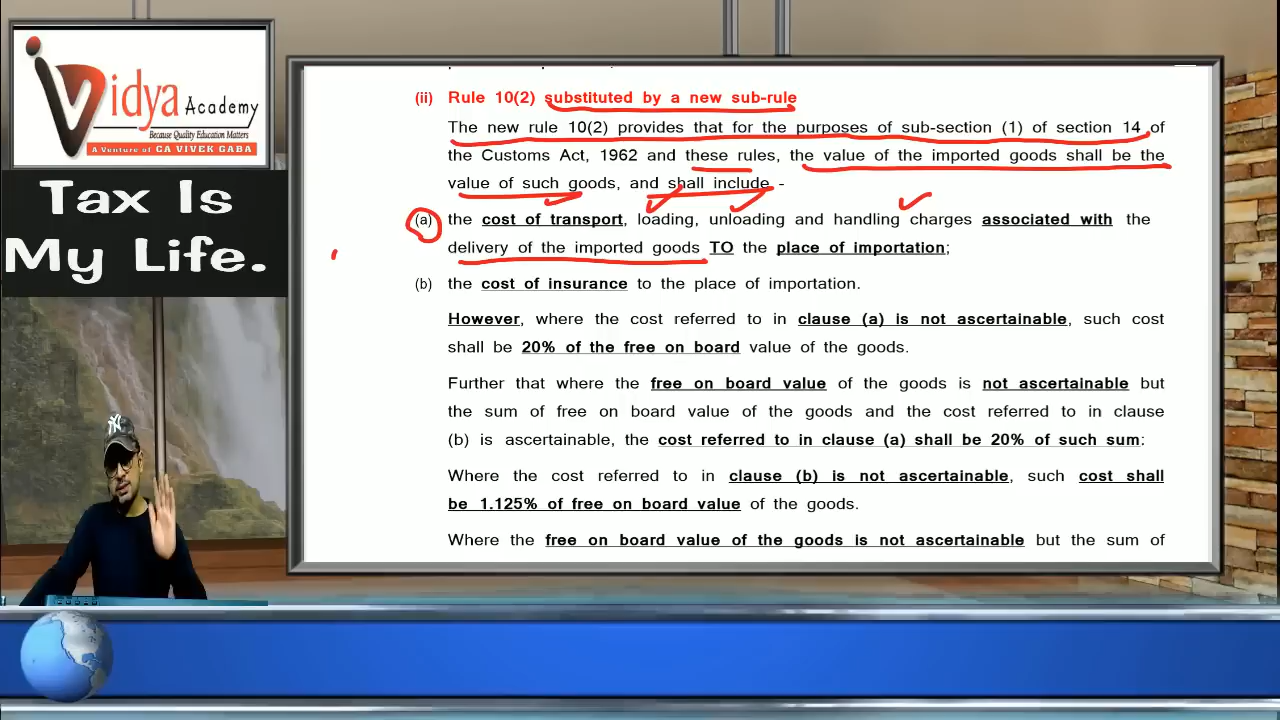 iVidya Academy
Because Quality Education Matters
A Venture of CA VIVEK GABA
Tax Is
My Life.
(ii) Rule 10(2) substituted by a new sub-rule
The new rule 10(2) provides that for the purposes of sub-section (1) of section 14 of
the Customs Act, 1962 and these rules, the value of the imported goods shall be the
value of such goods, and shall include -
(a) the cost of transport, loading, unloading and handling charges associated with the
delivery of the imported goods TO the place of importation;
(b) the cost of insurance to the place of importation.
However, where the cost referred to in clause (a) is not ascertainable, such cost
shall be 20% of the free on board value of the goods.
Further that where the free on board value of the goods is not ascertainable but
the sum of free on board value of the goods and the cost referred to in clause
(b) is ascertainable, the cost referred to in clause (a) shall be 20% of such sum:
Where the cost referred to in clause (b) is not ascertainable, such cost shall
be 1.125% of free on board value of the goods.
Where the free on board value of the goods is not ascertainable but the sum of